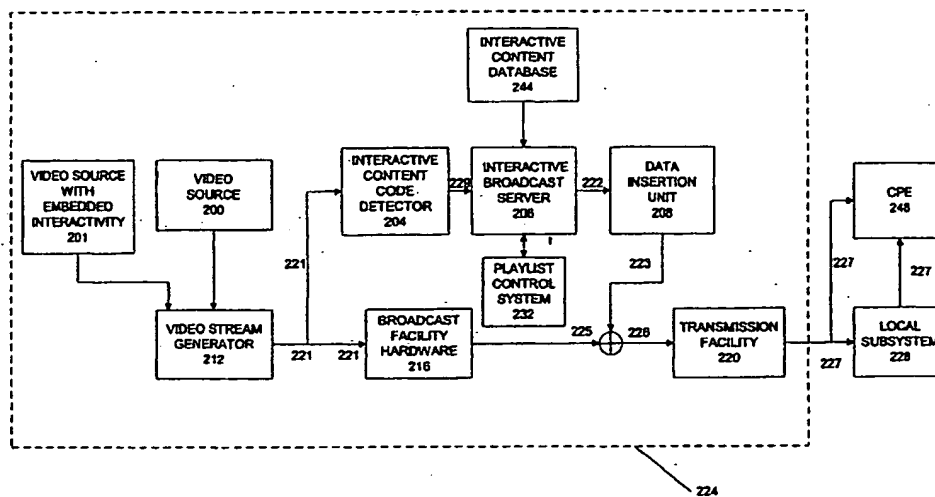 INTERACTIVE
CONTENT
DATABASE
244
VIDEO SOURCE
WITH
EMBEDDED
INTERACTIVITY
201
VIDEO
SOURCE
200
INTERACTIVE
CONTENT
CODE
DETECTOR
204
229
INTERACTIVE
BROADCAST
SERVER
206
222
DATA
INSERTION
UNIT
208
CPE
248
221
PLAYLIST
CONTROL
SYSTEM
232
223
227
227
VIDEO STREAM
GENERATOR
212
221
221
BROADCAST
FACILITY
HARDWARE
216
225
226
TRANSMISSION
FACILITY
220
227
LOCAL
SUBSYSTEM
228
224